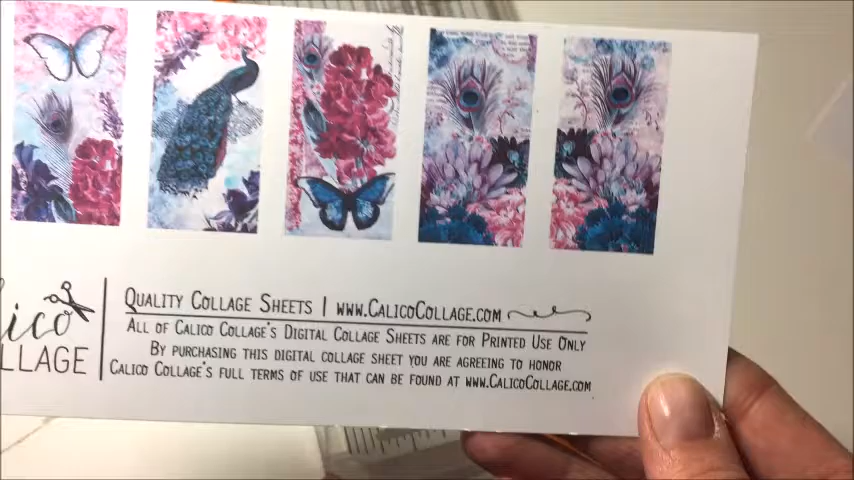 Quality Collage Sheets | www.CalicoCollage.com
All of Calico Collage's Digital Collage Sheets are for Printed Use Only
By purchasing this digital collage sheet you are agreeing to honor
Calico Collage's full terms of use that can be found at www.CalicoCollage.com
lico
LLAGE